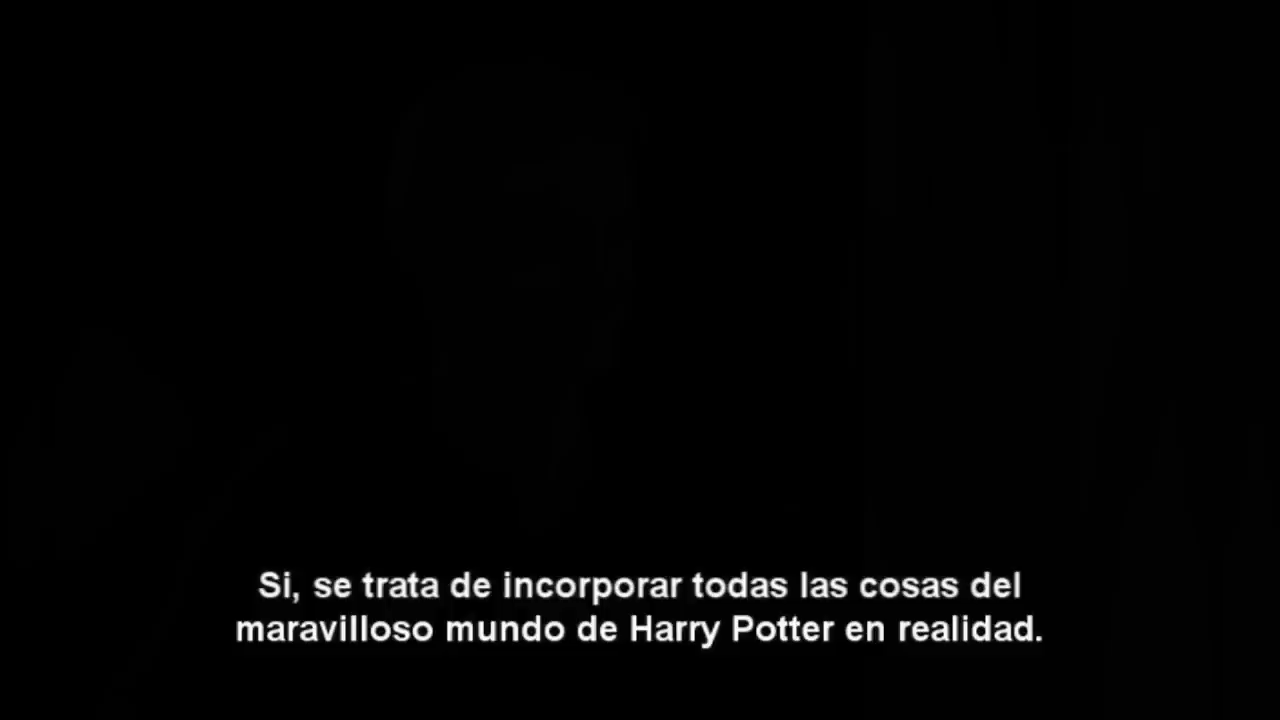 Si, se trata de incorporar todas las cosas del
maravilloso mundo de Harry Potter en realidad.